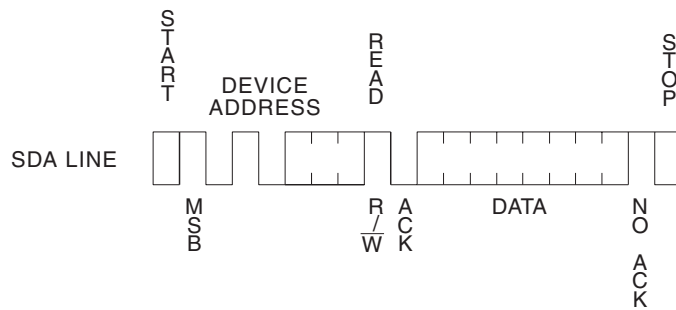 START
DEVICE
ADDRESS
READ
STOP
SDA LINE
MSB
R/W
ACK
DATA
NO ACK